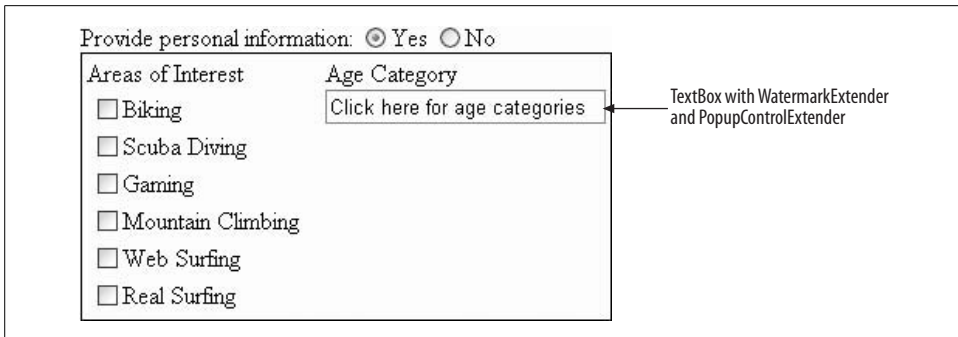 Provide personal information: Yes No
Areas of Interest
Age Category
Biking
Click here for age categories
TextBox with WatermarkExtender
and PopupControlExtender
Scuba Diving
Gaming
Mountain Climbing
Web Surfing
Real Surfing